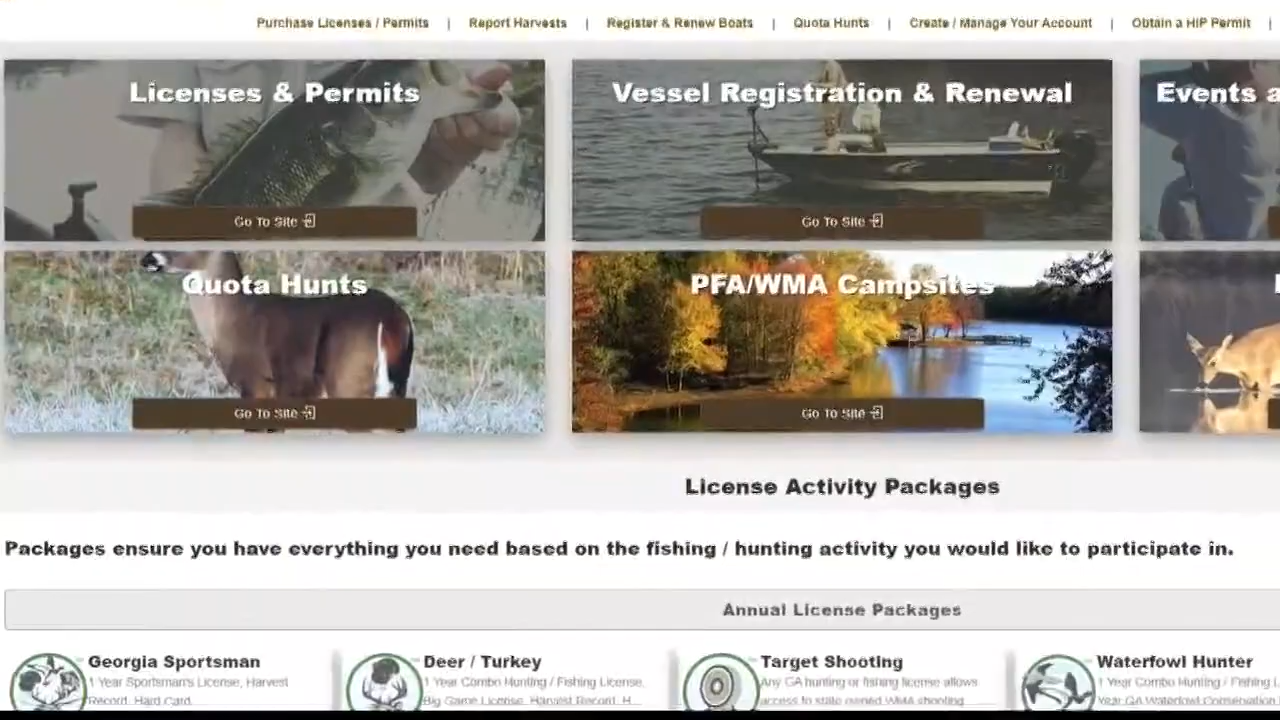 Purchase Licenses / Permits | Report Harvests | Register & Renew Boats | Quota Hunts | Create / Manage Your Account | Obtain a HIP Permit |
Licenses & Permits
Vessel Registration & Renewal
Events a
Go To Site
Go To Site
Quota Hunts
PFA/WMA Campsites
Go To Site
Go To Site
License Activity Packages
Packages ensure you have everything you need based on the fishing / hunting activity you would like to participate in.
Annual License Packages
Georgia Sportsman
Deer / Turkey
Target Shooting
Waterfowl Hunter
1 Year Sportsman's License, Harvest
1 Year Combo Hunting / Fishing License,
Any GA hunting or fishing license allows
1 Year Combo Hunting / Fishing L
Record, Hard Card
Big Game License, Harvest Record, H...
access to state owned WMA shooting
Year GA Waterfowl Conservation